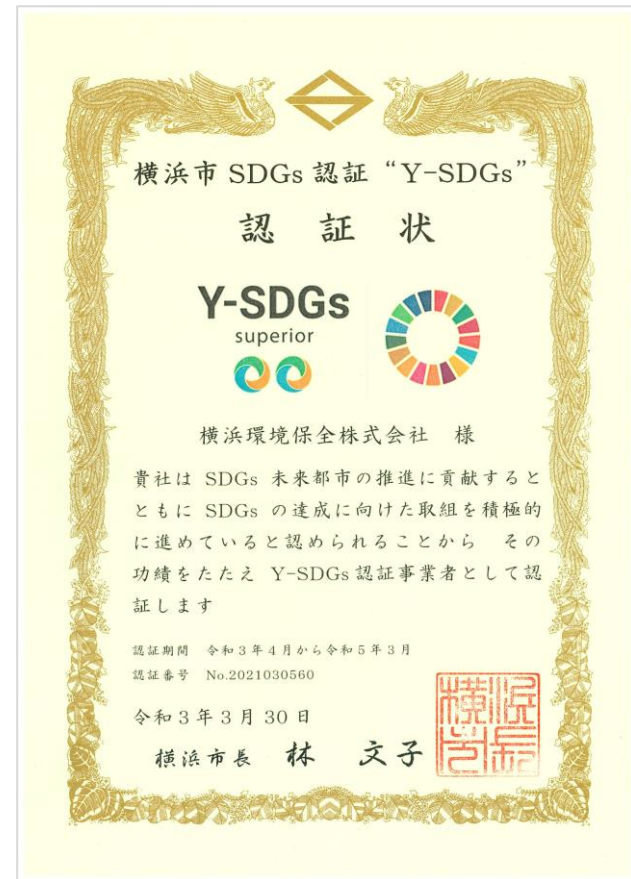 横浜市 SDGs 認証 “Y-SDGs”
認証状
Y-SDGs
superior
横浜環境保全株式会社 様
貴社は SDGs 未来都市の推進に貢献すると
ともに SDGs の達成に向けた取組を積極的
に進めていると認められることから その
功績をたたえ Y-SDGs 認証事業者として認
証します
認証期間 令和3年4月から令和5年3月
認証番号 No.2021030560
令和3年3月30日
横浜市長 林 文子
横浜市長